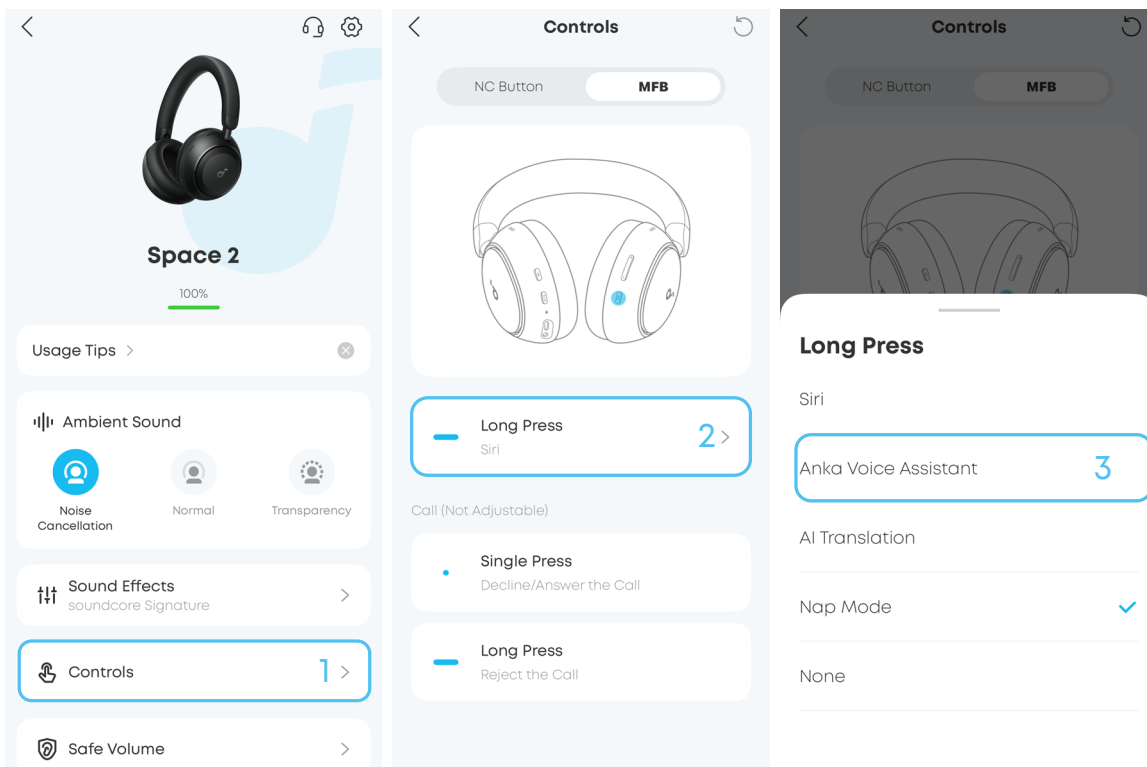 Space 2
100%
Usage Tips
Ambient Sound
Noise
Cancellation
Normal
Transparency
Sound Effects
soundcore Signature
Controls
1
Safe Volume
Controls
NC Button
MFB
Long Press
Siri
2
Call (Not Adjustable)
Single Press
Decline/Answer the Call
Long Press
Reject the Call
Controls
NC Button
MFB
Long Press
Siri
Anka Voice Assistant
3
AI Translation
Nap Mode
None